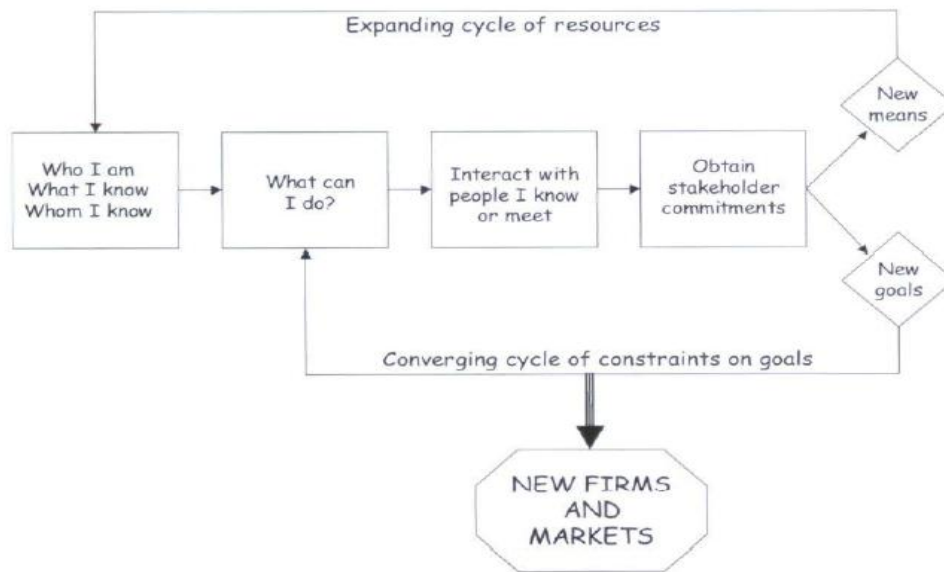 Expanding cycle of resources
New
means
Who I am
What I know
Whom I know
What can
I do?
Interact with
people I know
or meet
Obtain
stakeholder
commitments
New
goals
Converging cycle of constraints on goals
NEW FIRMS
AND
MARKETS